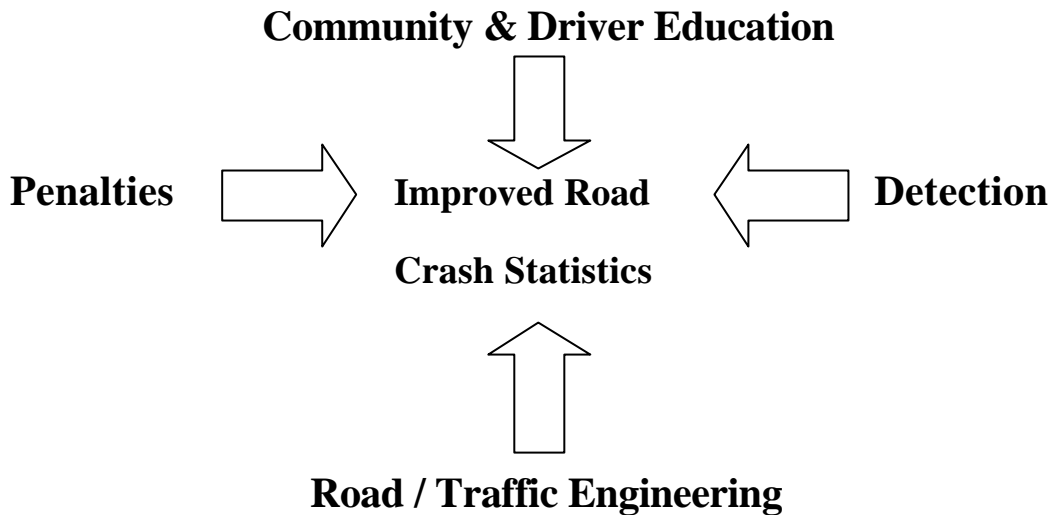 Community & Driver Education
Penalties
Improved Road
Detection
Crash Statistics
Road / Traffic Engineering